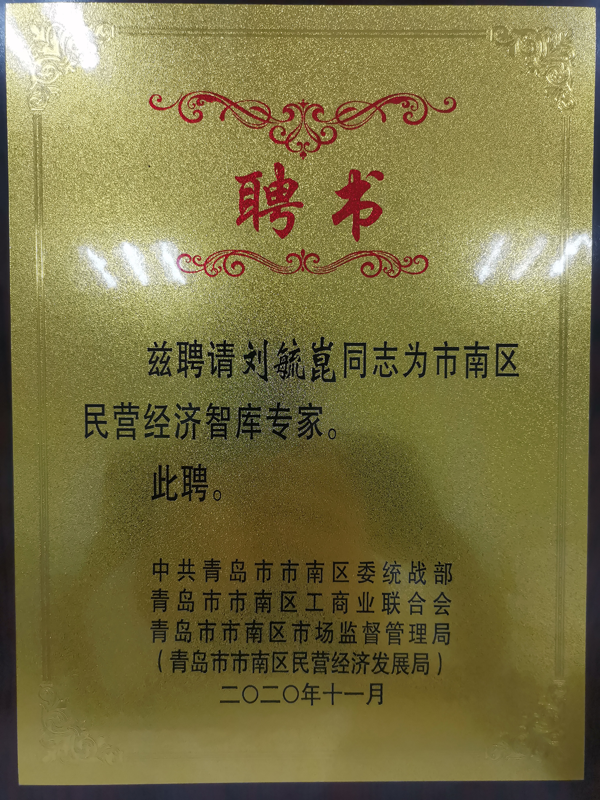 聘书
兹聘请刘毓崑同志为市南区
民营经济智库专家。
此聘。
中共青岛市市南区委统战部
青岛市市南区工商业联合会
青岛市市南区市场监督管理局
（青岛市市南区民营经济发展局）
二〇二〇年十一月